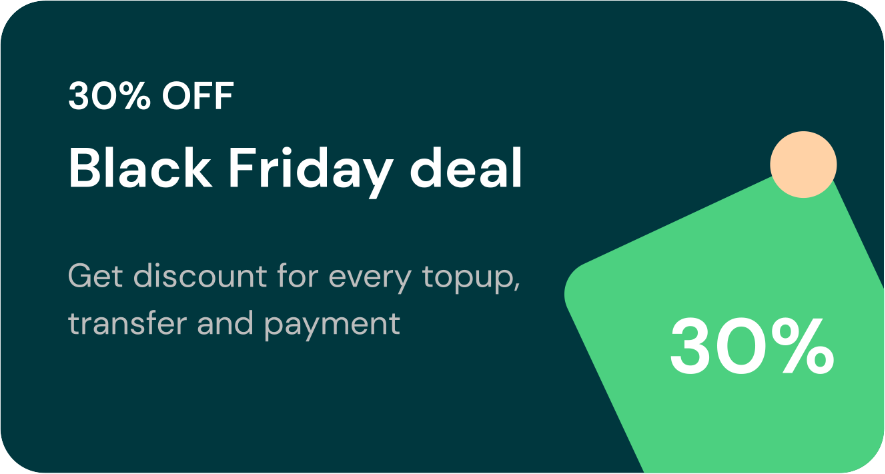 30% OFF
Black Friday deal
Get discount for every topup,
transfer and payment
30%